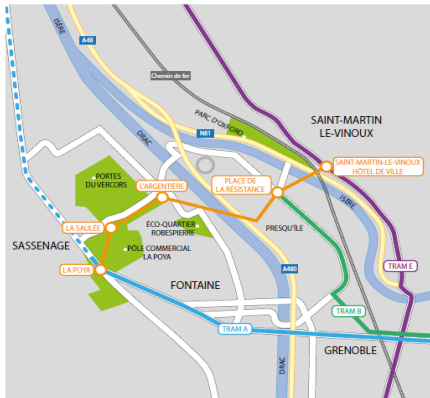 ISÈRE
A48
Chemin de fer
N81
PARC D'OXFORD
DRAC
SAINT-MARTIN
LE-VINOUX
SAINT-MARTIN-LE-VINOUX
HÔTEL DE VILLE
PORTES
DU VERCORS
L'ARGENTIÈRE
PLACE DE
LA RÉSISTANCE
ISÈRE
LA SAULÉE
ECO-QUARTIER
ROBESPIERRE
PRESQU'ÎLE
SASSENAGE
PÔLE COMMERCIAL
LA POYA
LA POYA
A480
TRAM E
FONTAINE
TRAM B
TRAM A
GRENOBLE
DRAC